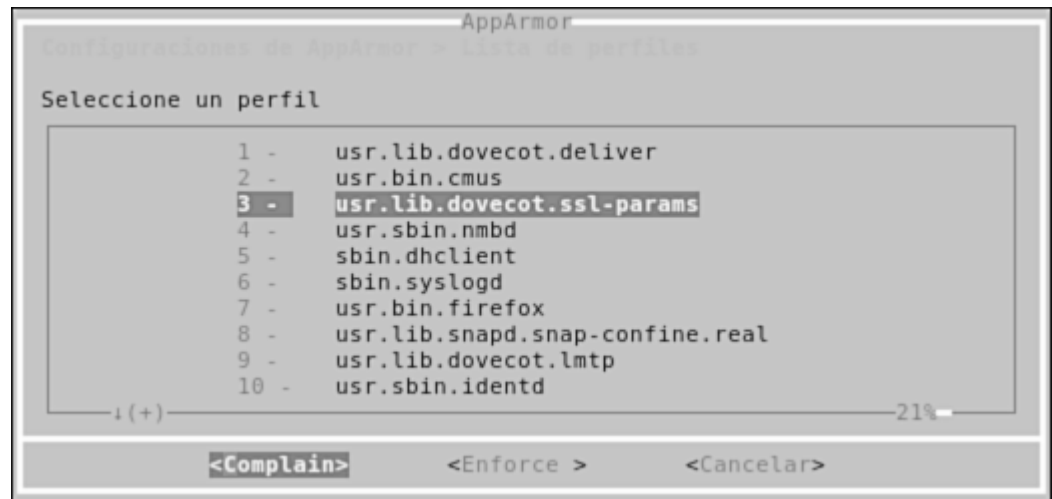 AppArmor
Configuraciones de AppArmor > Lista de perfiles
Seleccione un perfil
1 - usr.lib.dovecot.deliver
2 - usr.bin.cmus
3 - usr.lib.dovecot.ssl-params
4 - usr.sbin.nmbd
5 - sbin.dhclient
6 - sbin.syslogd
7 - usr.bin.firefox
8 - usr.lib.snapd.snap-confine.real
9 - usr.lib.dovecot.lmtp
10 - usr.sbin.identd
↓(+) 21%
<Complain> <Enforce > <Cancelar>